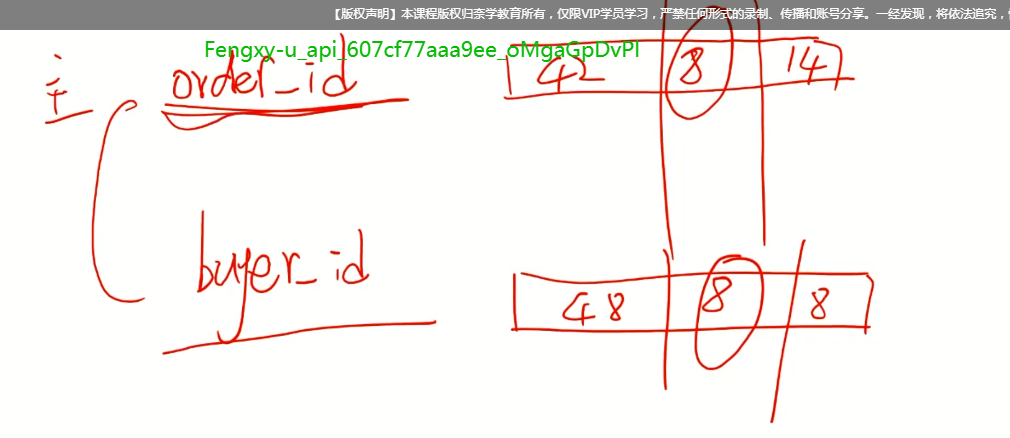 【版权声明】本课程版权归奈学教育所有，仅限VIP学员学习，严禁任何形式的录制、传播和账号分享。一经发现，将依法追究，
Fengxy-u_api_607cf77aaa9ee_oMgaGpDvPI
主 order_id 42 8 14
buyer_id 48 8 8